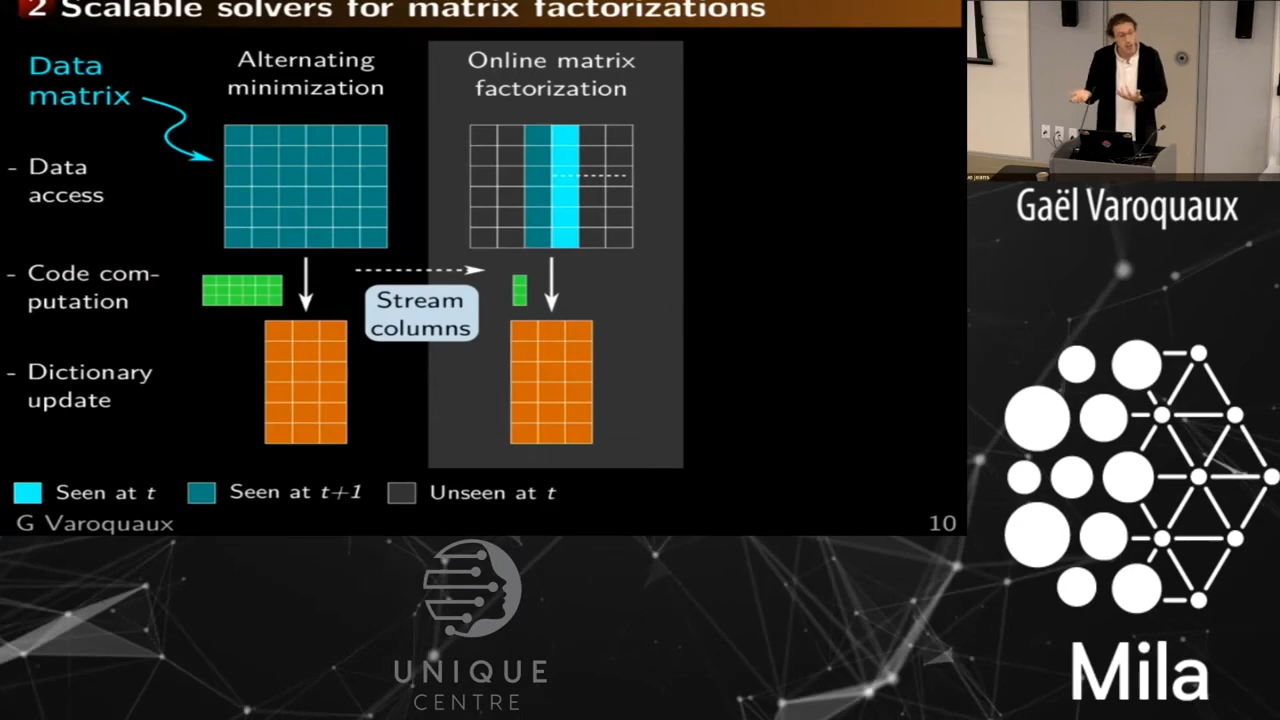 2 Scalable solvers for matrix factorizations
Data
matrix
Alternating
minimization
Online matrix
factorization
- Data
access
- Code com-
putation
Stream
columns
- Dictionary
update
Seen at t
Seen at t+1
Unseen at t
G Varoquaux
10
Gaël Varoquaux
UNIQUE
CENTRE
Mila